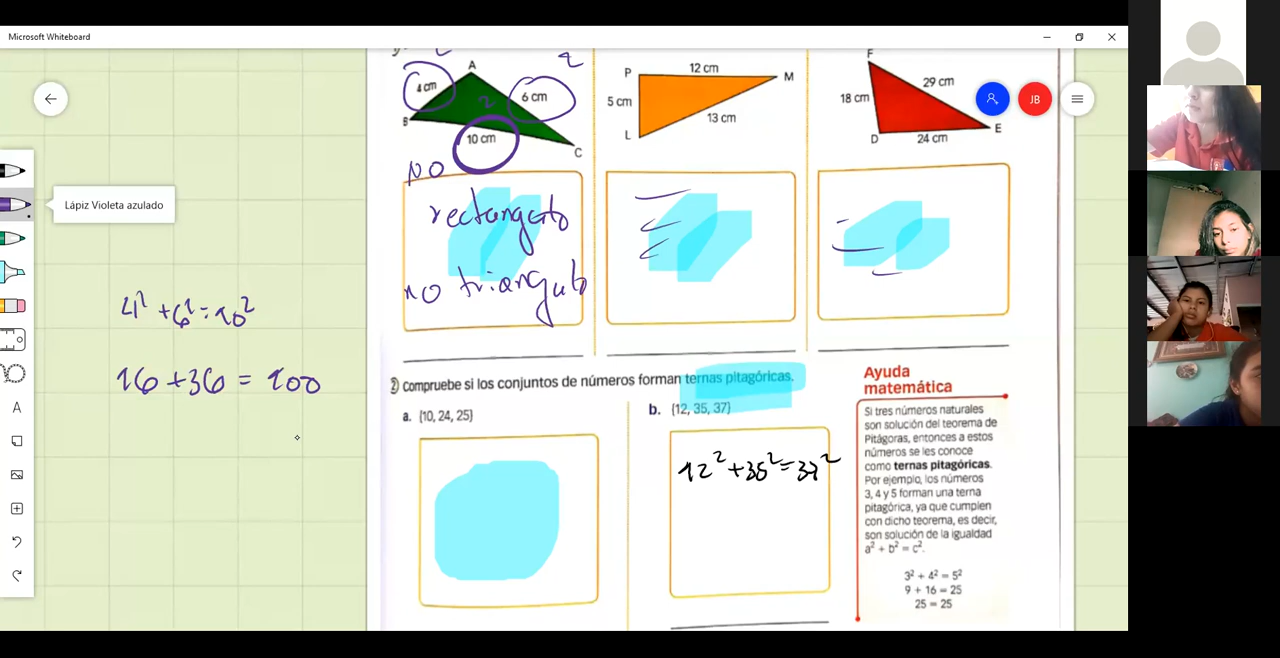 Microsoft Whiteboard
A
4 cm
6 cm
B
10 cm
C
P
12 cm
M
5 cm
13 cm
L
F
29 cm
18 cm
D
24 cm
E
JB
NO
rectangulo
no triangulo
Lápiz Violeta azulado
4² + 6² = 10²
16 + 36 = 100
2) Compruebe si los conjuntos de números forman ternas pitagóricas.
a. {10, 24, 25}
b. {12, 35, 37}
12² + 35² = 37²
Ayuda
matemática
Si tres números naturales
son solución del teorema de
Pitágoras, entonces a estos
números se les conoce
como ternas pitagóricas.
Por ejemplo, los números
3, 4 y 5 forman una terna
pitagórica, ya que cumplen
con dicho teorema, es decir,
son solución de la igualdad
a² + b² = c².
3² + 4² = 5²
9 + 16 = 25
25 = 25
A